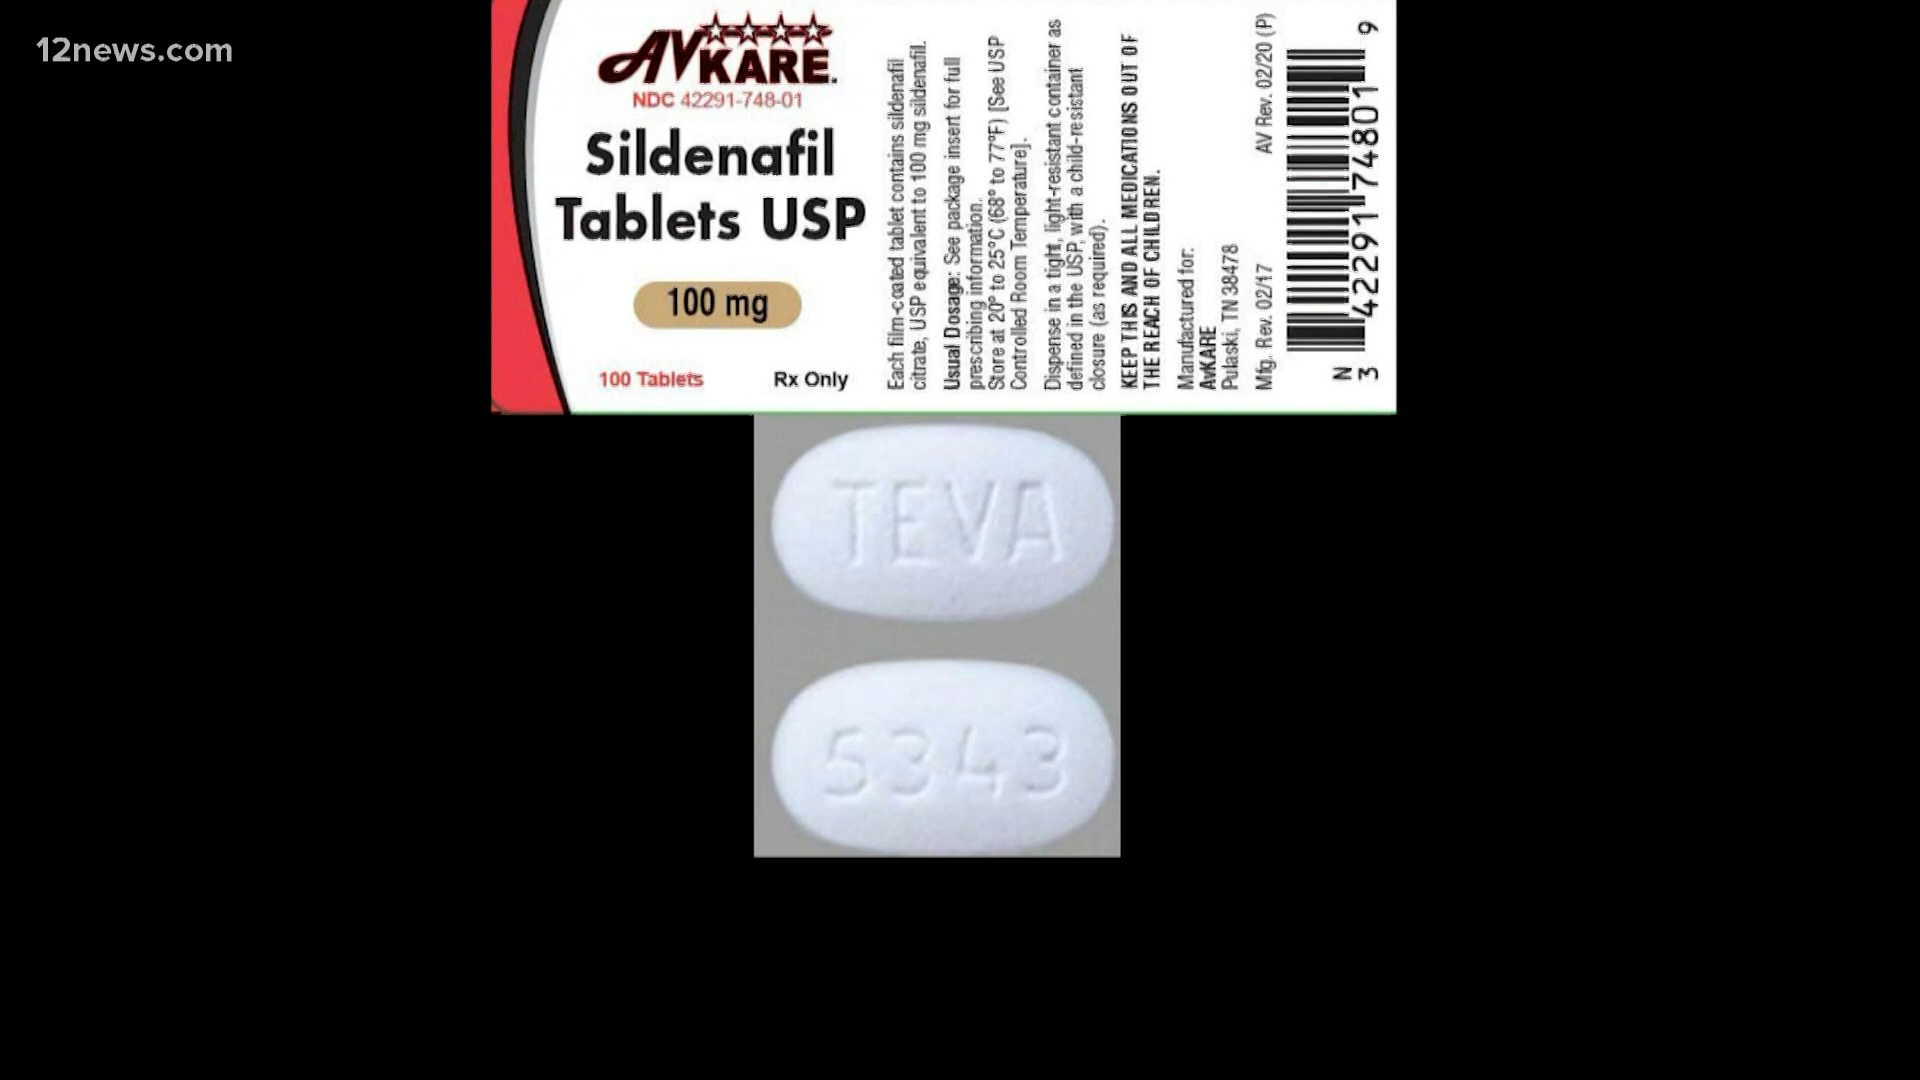 12news.com
AVKARE
NDC 42291-748-01
Sildenafil
Tablets USP
100 mg
100 Tablets
Rx Only
Each film-coated tablet contains sildenafil
citrate, USP equivalent to 100 mg sildenafil.
Usual Dosage: See package insert for full
prescribing information.
Store at 20° to 25°C (68° to 77°F) [See USP
Controlled Room Temperature].
Dispense in a tight, light-resistant container as
defined in the USP, with a child-resistant
closure (as required).
KEEP THIS AND ALL MEDICATIONS OUT OF
THE REACH OF CHILDREN.
Manufactured for:
AvKARE
Pulaski, TN 38478
Mfg. Rev. 02/17
AV Rev. 02/20 (P)
N
3 42291 74801 9
TEVA
5343